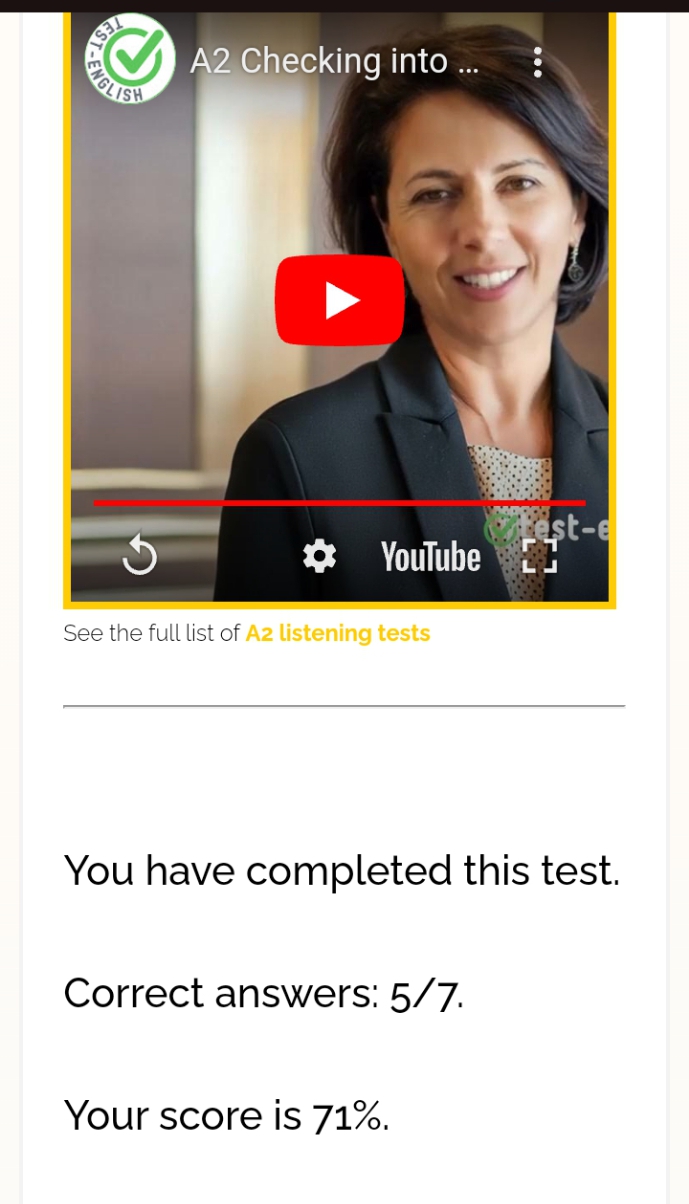 TEST-ENGLISH
A2 Checking into ...
test-e
YouTube
See the full list of A2 listening tests
You have completed this test.
Correct answers: 5/7.
Your score is 71%.